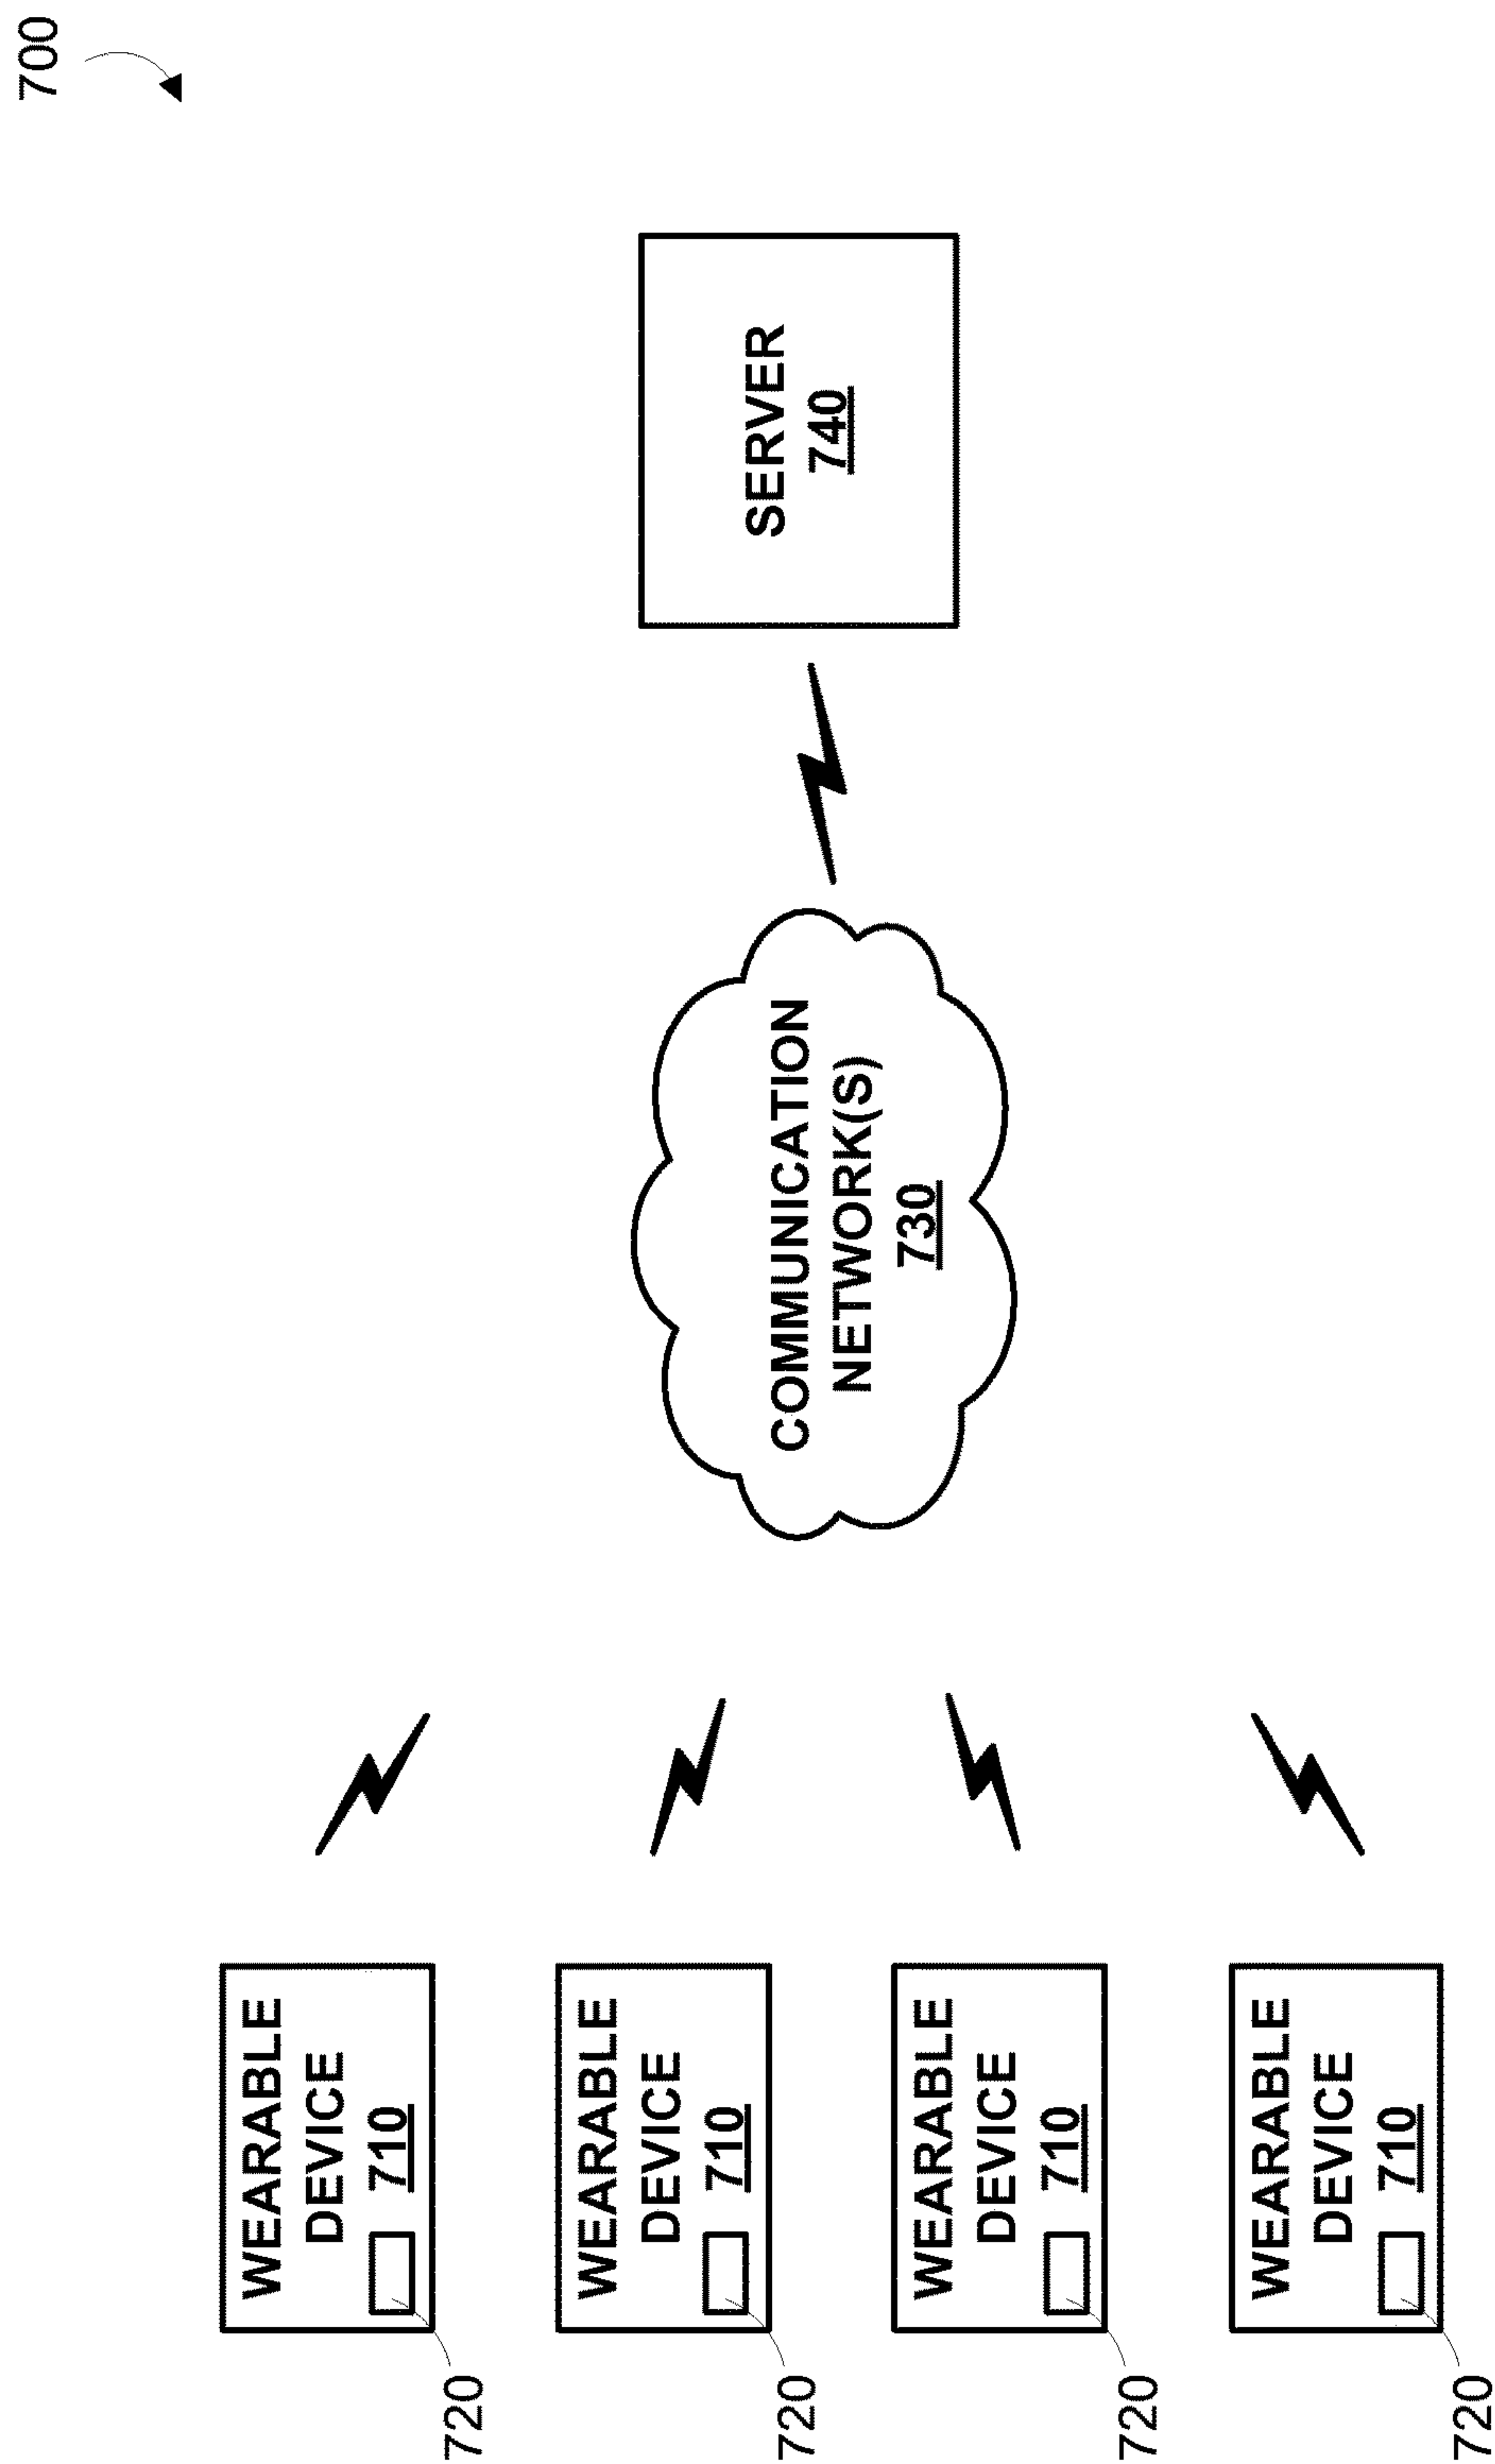 700
WEARABLE
DEVICE
710
720
WEARABLE
DEVICE
710
720
WEARABLE
DEVICE
710
720
WEARABLE
DEVICE
710
720
COMMUNICATION
NETWORK(S)
730
SERVER
740